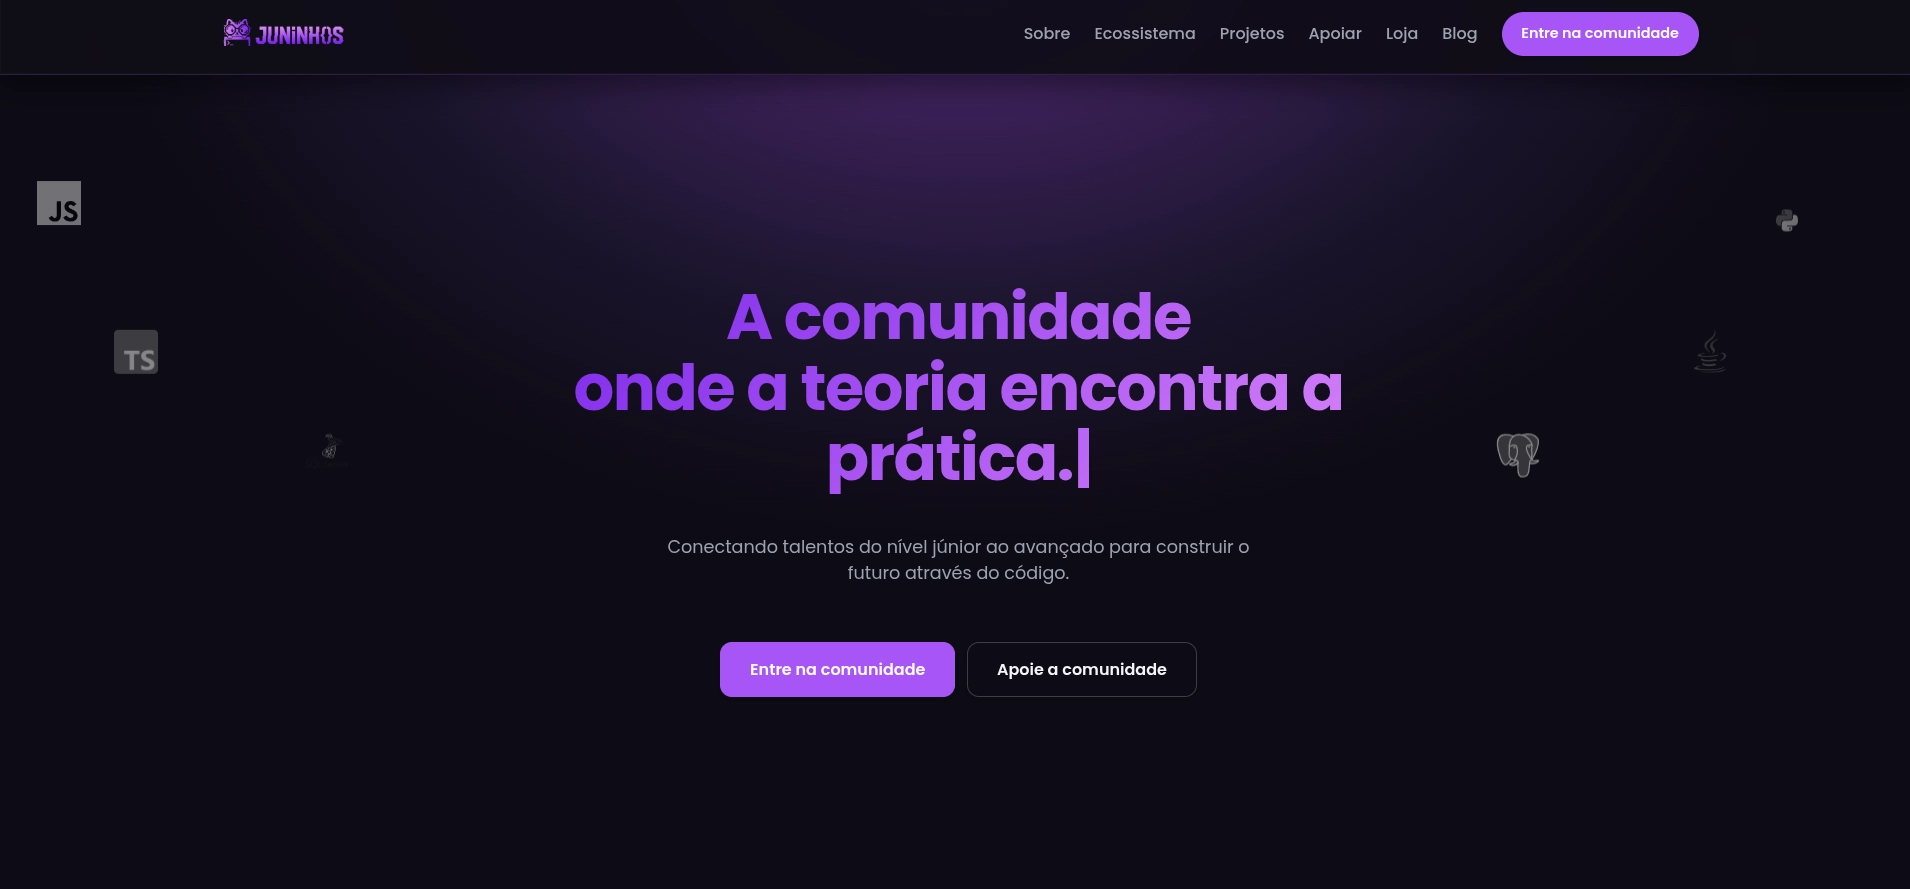 JUNINHOS
Sobre Ecossistema Projetos Apoiar Loja Blog Entre na comunidade
JS
TS
A comunidade
onde a teoria encontra a
prática.|
Conectando talentos do nível júnior ao avançado para construir o
futuro através do código.
Entre na comunidade Apoie a comunidade